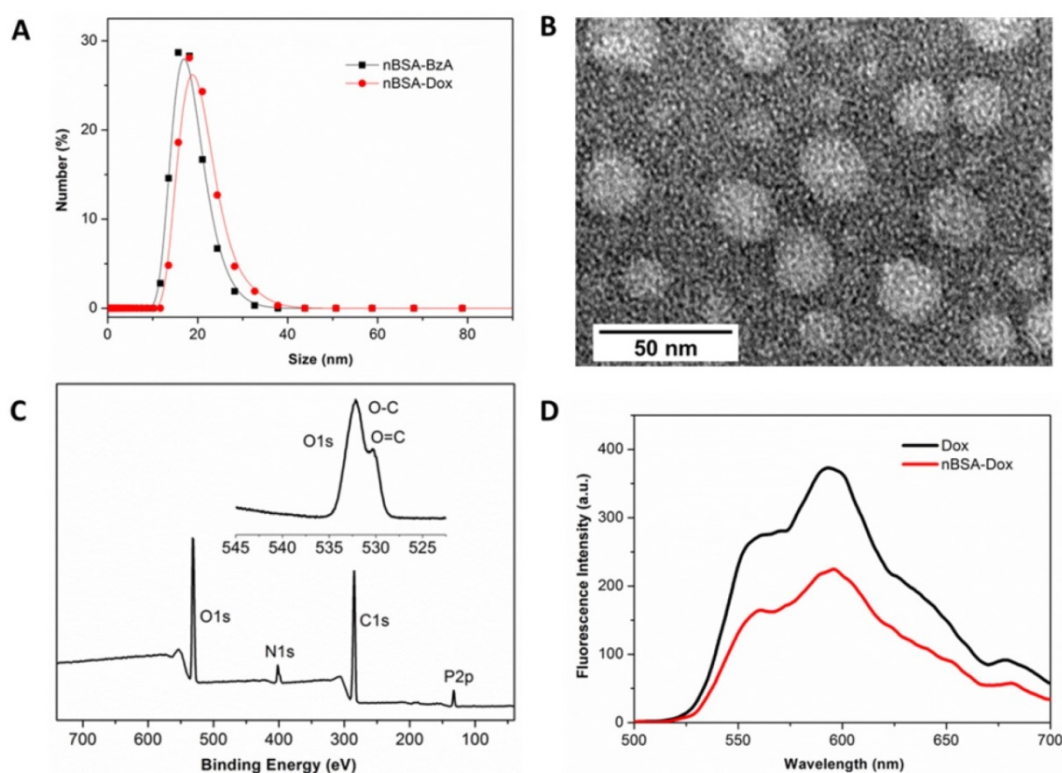 A
nBSA-BzA
nBSA-Dox
Number (%)
30
20
10
0
0 20 40 60 80
Size (nm)
B
50 nm
C
O-C
O=C
O1s
545 540 535 530 525
O1s
N1s
C1s
P2p
700 600 500 400 300 200 100
Binding Energy (eV)
D
Dox
nBSA-Dox
Fluorescence Intensity (a.u.)
400
300
200
100
0
500 550 600 650 700
Wavelength (nm)